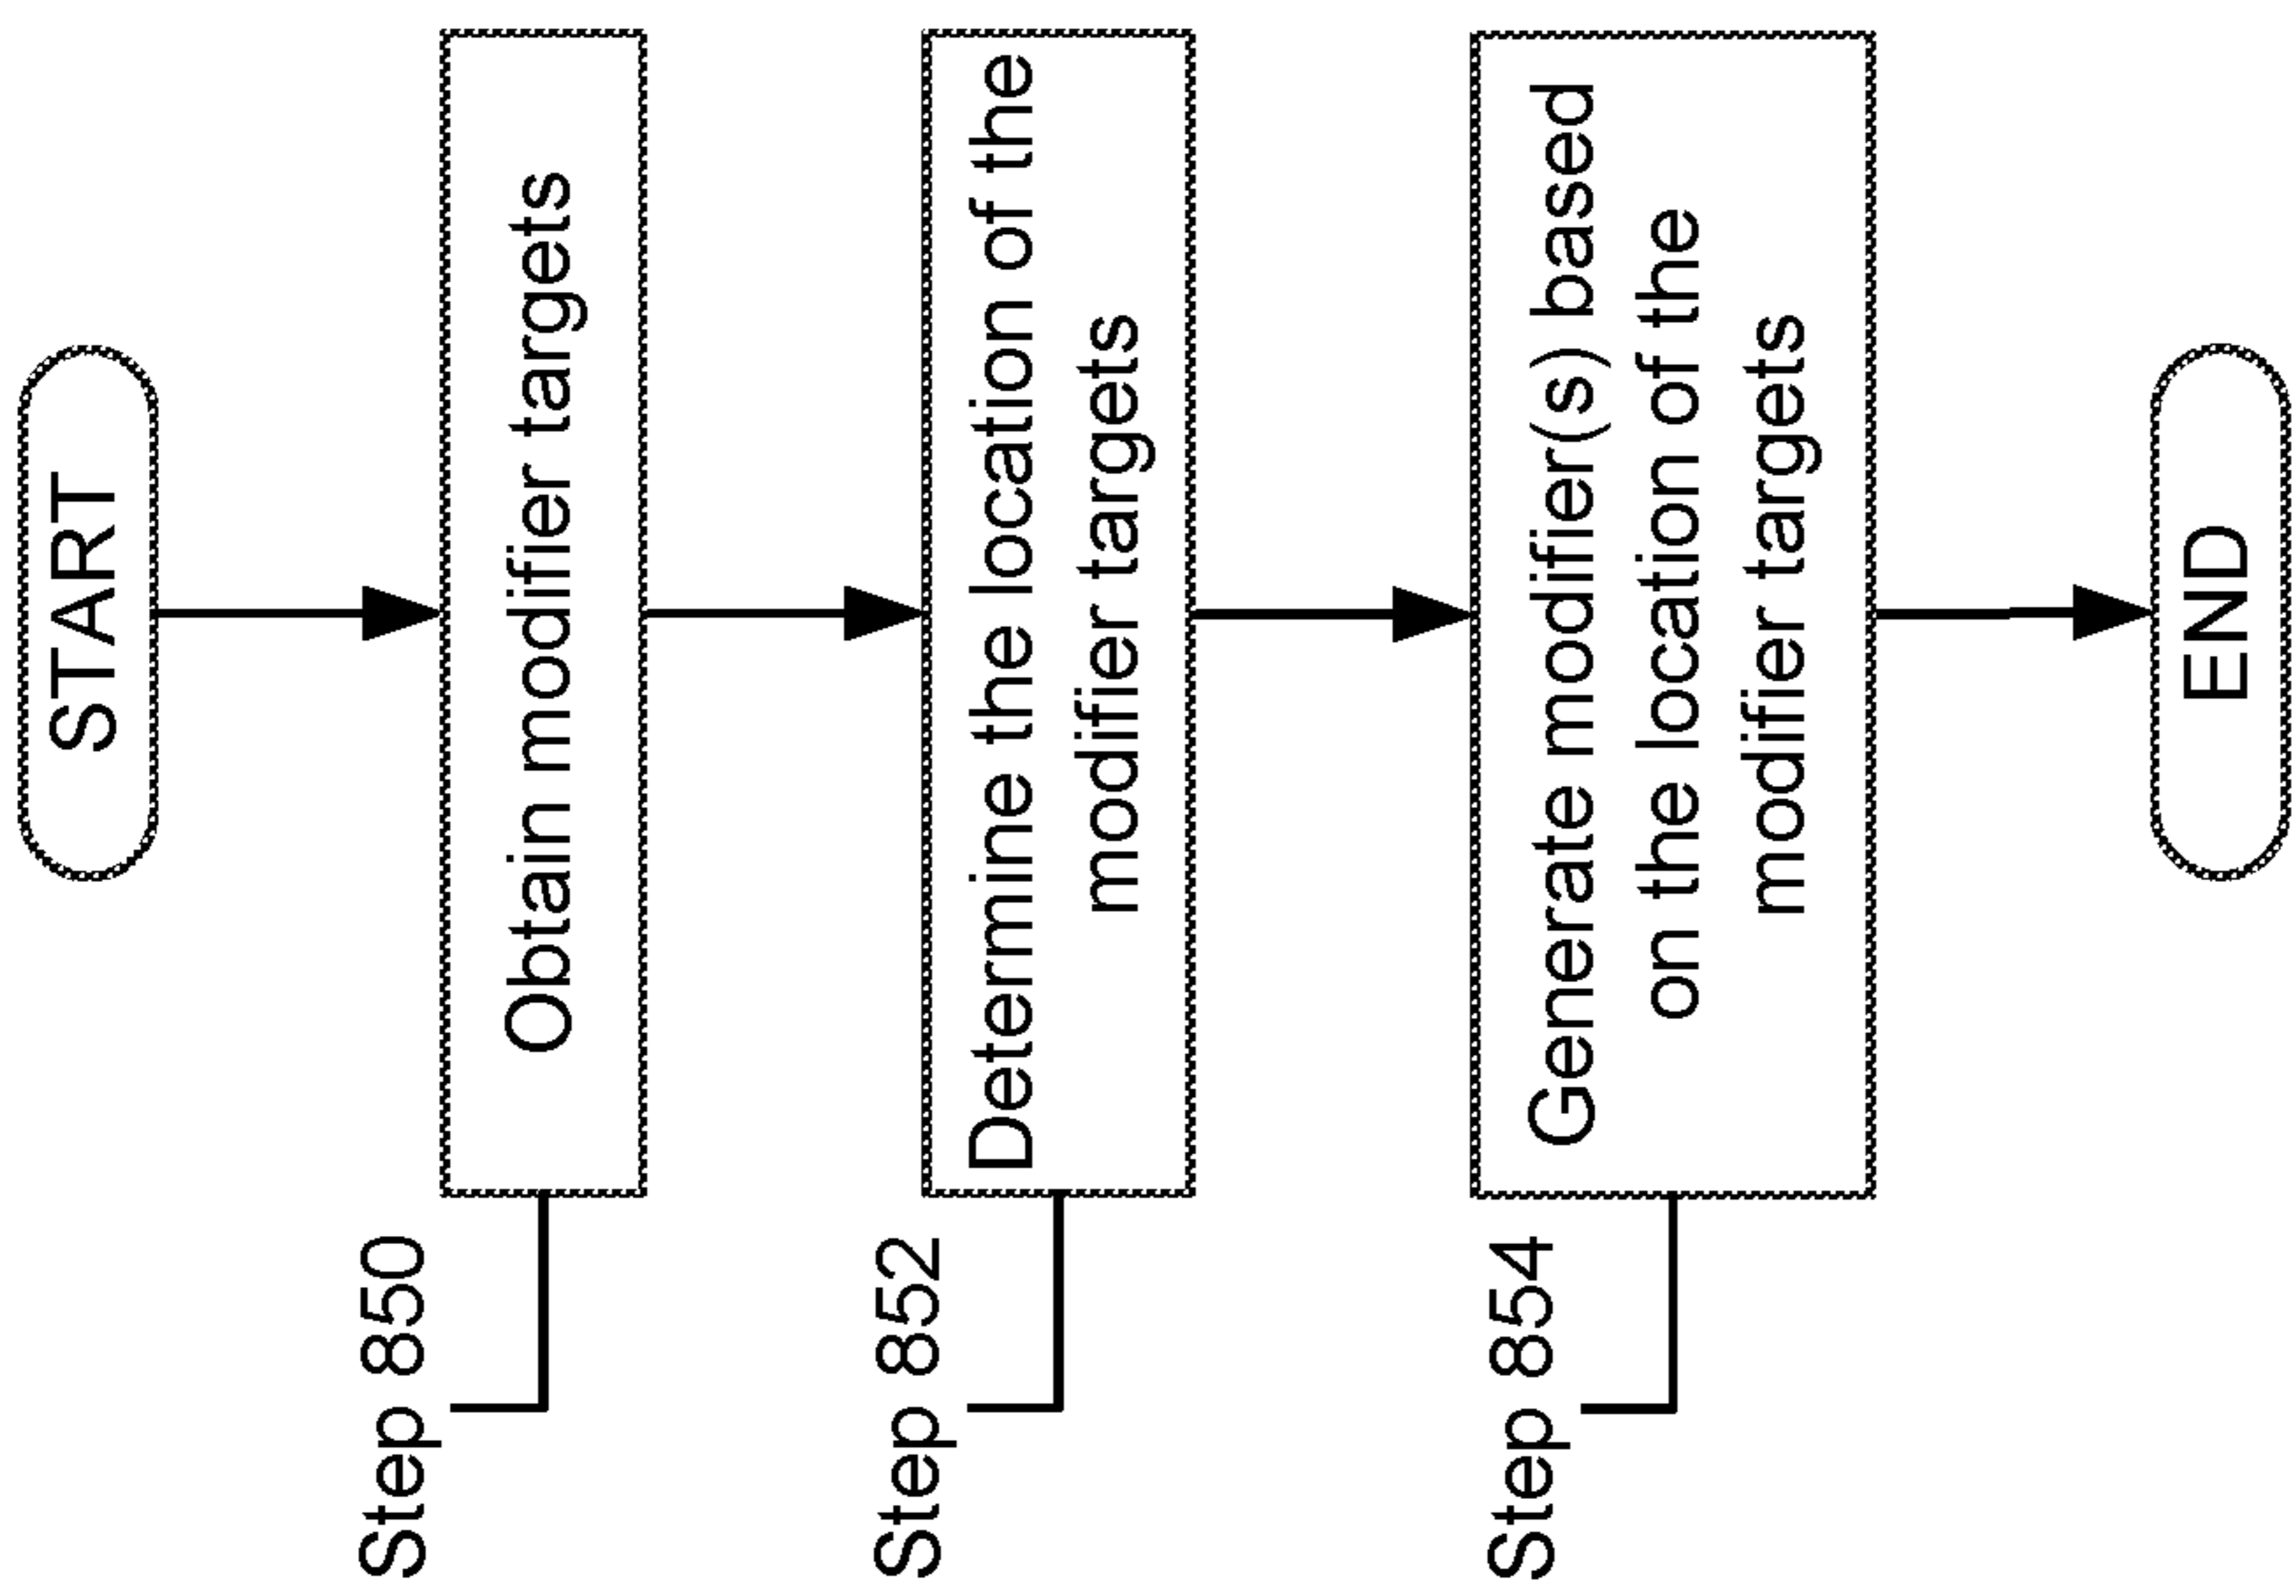 START
Step 850
Obtain modifier targets
Step 852
Determine the location of the
modifier targets
Step 854
Generate modifier(s) based
on the location of the
modifier targets
END